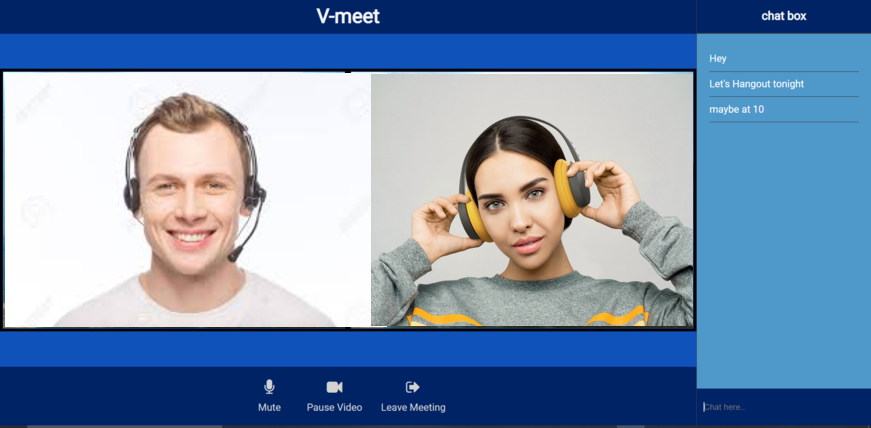 V-meet
chat box
Hey
Let's Hangout tonight
maybe at 10
Mute
Pause Video
Leave Meeting
Chat here..